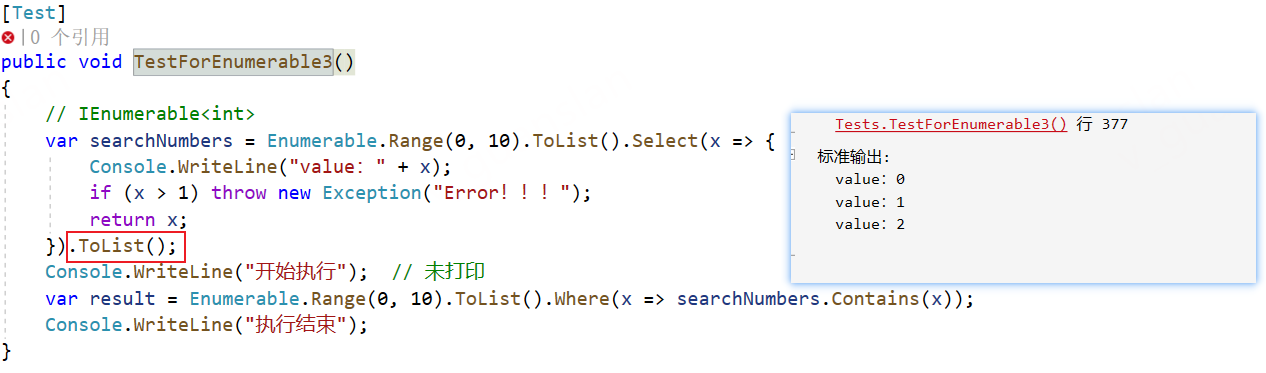 [Test]
|0 个引用
public void TestForEnumerable3()
{
// IEnumerable<int>
var searchNumbers = Enumerable.Range(0, 10).ToList().Select(x => {
Console.WriteLine("value：" + x);
if (x > 1) throw new Exception("Error！！！");
return x;
}).ToList();
Console.WriteLine("开始执行");  // 未打印
var result = Enumerable.Range(0, 10).ToList().Where(x => searchNumbers.Contains(x));
Console.WriteLine("执行结束");
}
Tests.TestForEnumerable3() 行 377
标准输出：
value：0
value：1
value：2